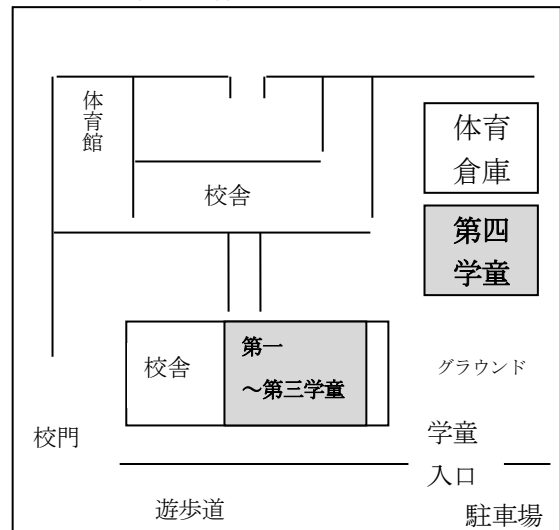 体育館
体育
倉庫
校舎
第四
学童
校舎
第一
～第三学童
グラウンド
校門
学童
入口
遊歩道
駐車場